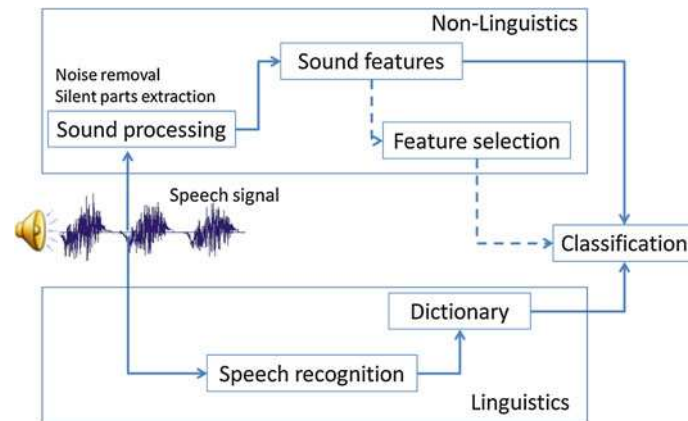 Non-Linguistics
Sound features
Noise removal
Silent parts extraction
Sound processing
Feature selection
Speech signal
Classification
Dictionary
Speech recognition
Linguistics